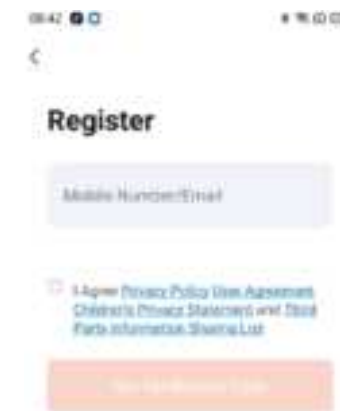 08:42
Register
Mobile Number/Email
I Agree Privacy Policy User Agreement
Children's Privacy Statement and Third
Party Information Sharing List